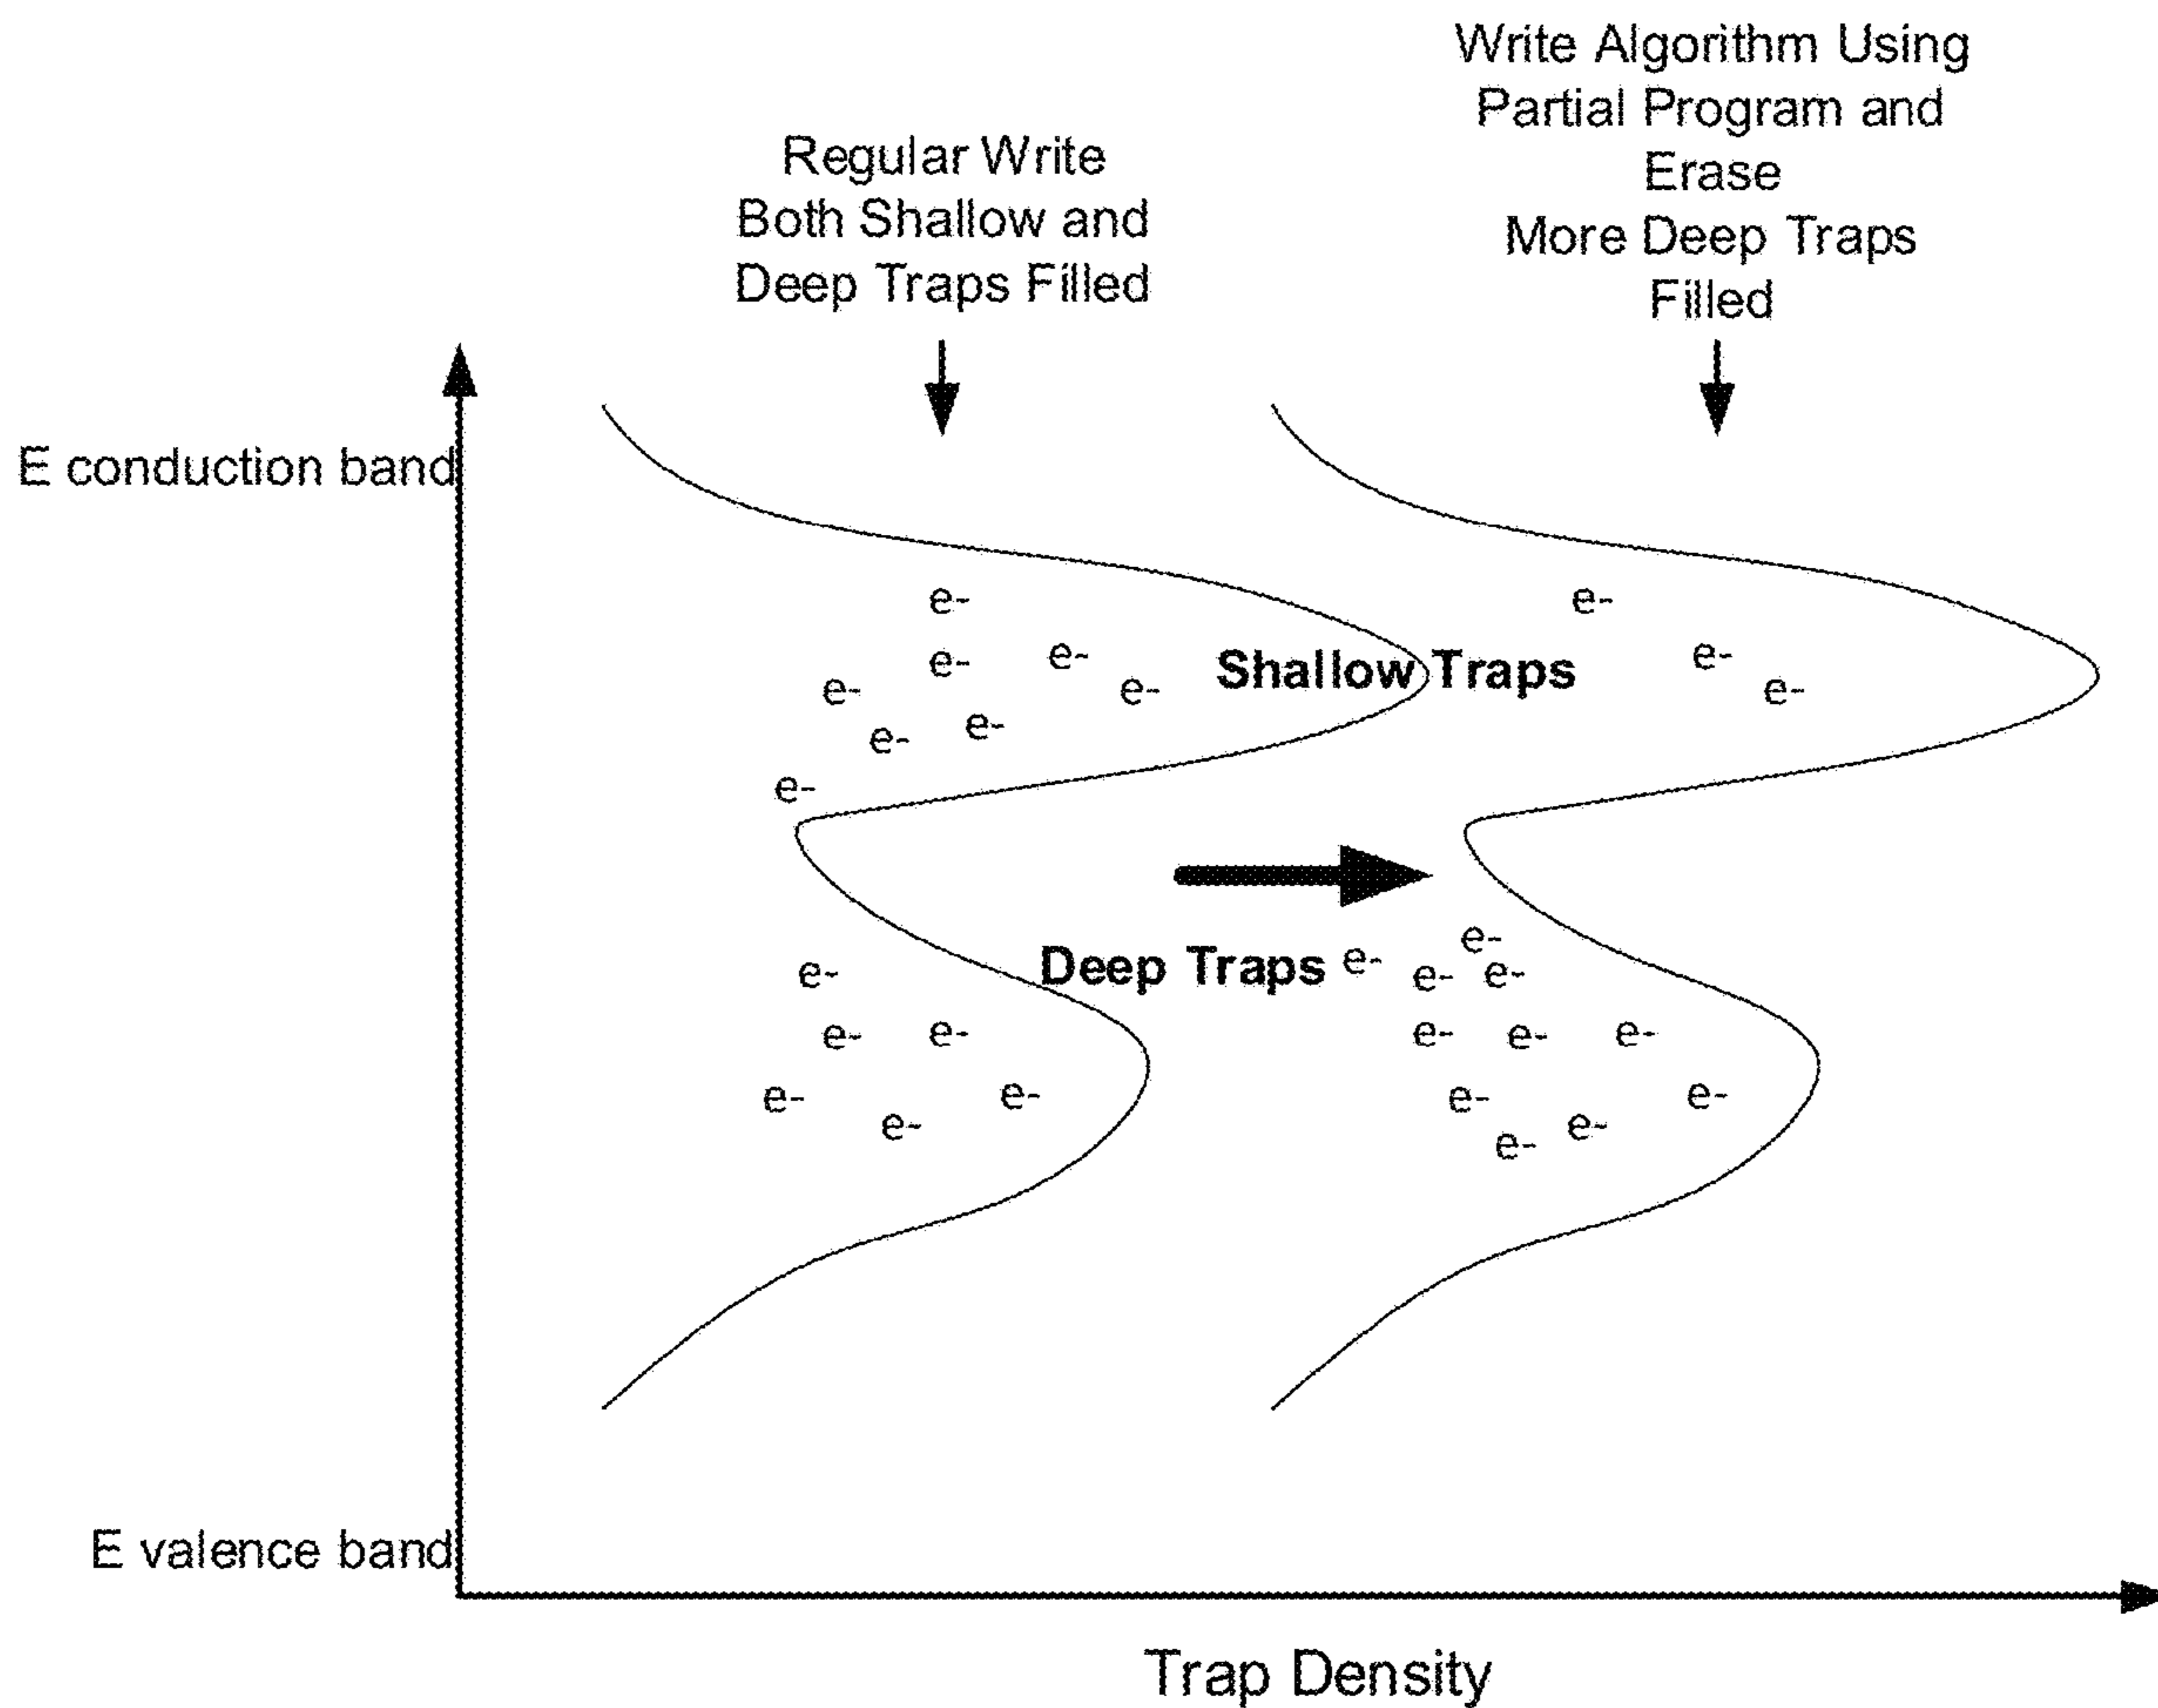 Write Algorithm Using
Partial Program and
Erase
More Deep Traps
Filled
Regular Write
Both Shallow and
Deep Traps Filled
E conduction band
e- e-
e- e- Shallow Traps e-
e- e- e-
e- e-
e-
e-
e- Deep Traps e- e- e-
e- e- e- e- e-
e- e- e- e-
e- e- e-
E valence band
Trap Density